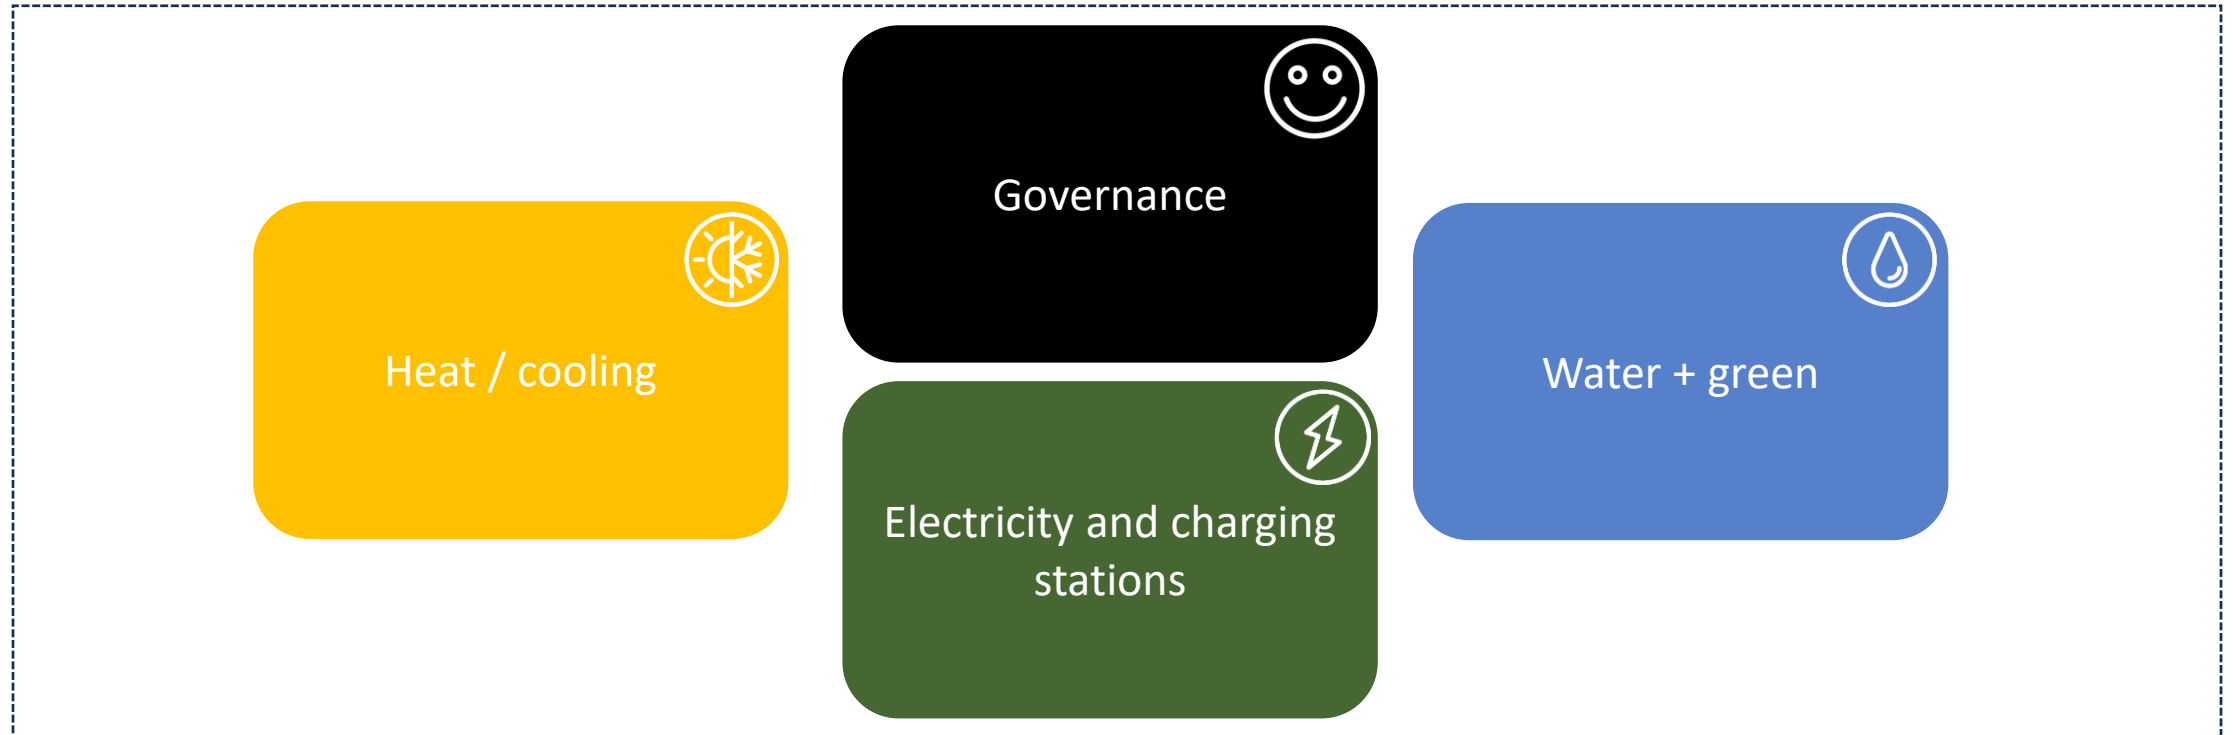 Governance
Heat / cooling
Water + green
Electricity and charging
stations